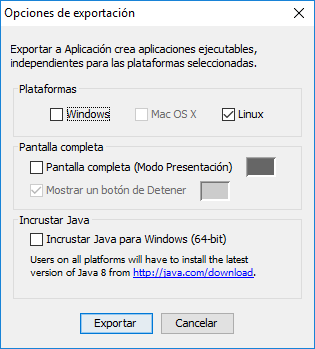 Opciones de exportación
Exportar a Aplicación crea aplicaciones ejecutables,
independientes para las plataformas seleccionadas.
Plataformas
Windows
Mac OS X
Linux
Pantalla completa
Pantalla completa (Modo Presentación)
Mostrar un botón de Detener
Incrustar Java
Incrustar Java para Windows (64-bit)
Users on all platforms will have to install the latest
version of Java 8 from http://java.com/download.
Exportar
Cancelar